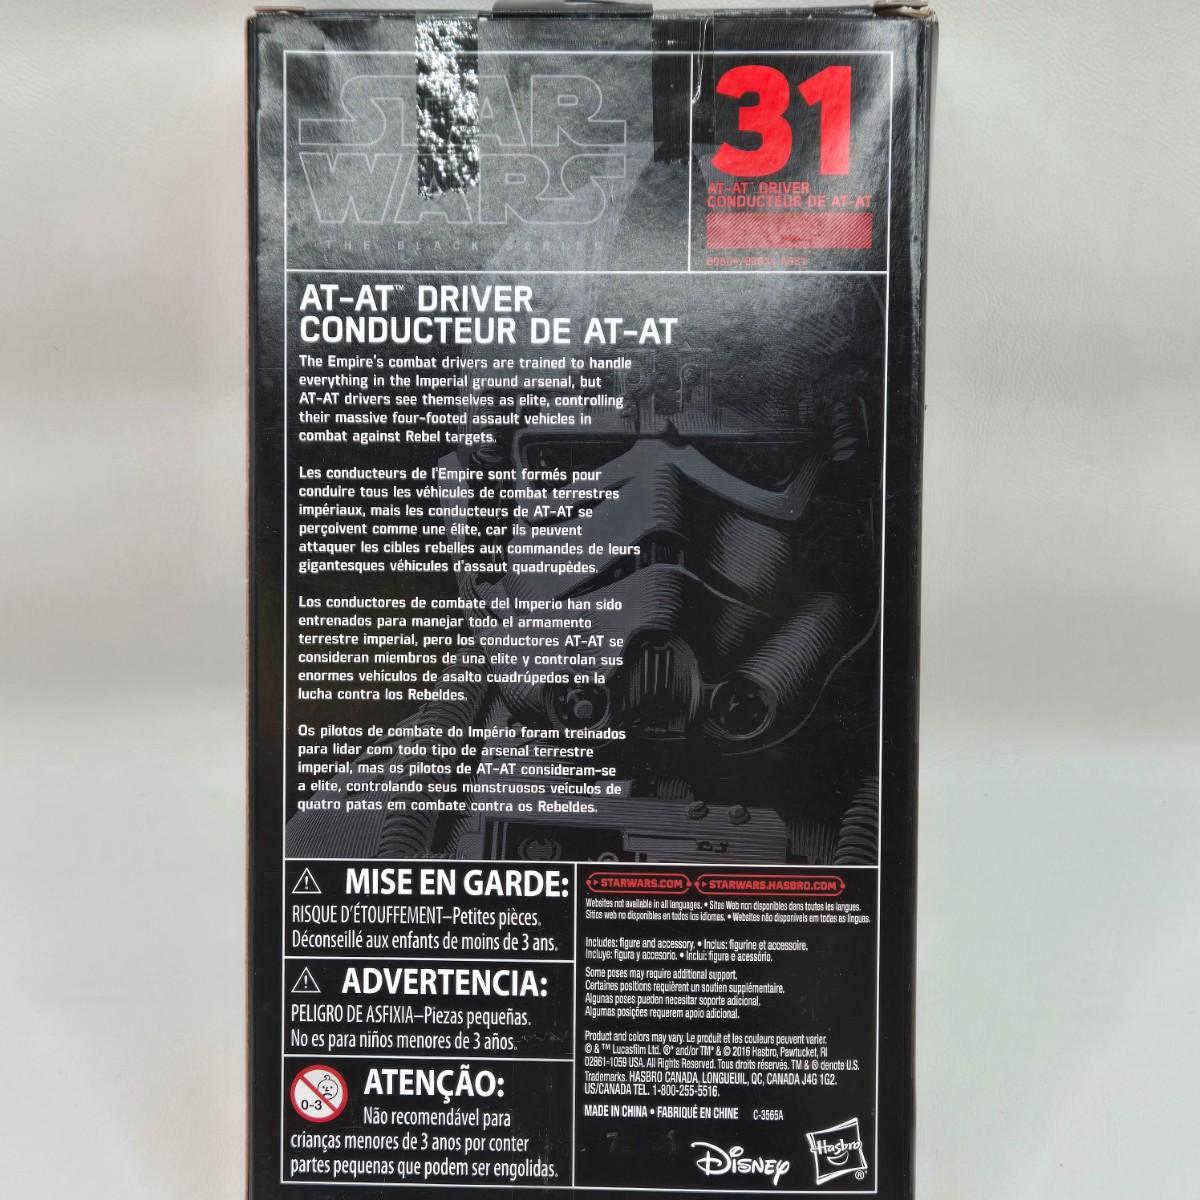 STAR
WARS
THE BLACK SERIES
31
AT-AT™ DRIVER
CONDUCTEUR DE AT-AT
AT-AT™ DRIVER
CONDUCTEUR DE AT-AT
The Empire's combat drivers are trained to handle
everything in the Imperial ground arsenal, but
AT-AT drivers see themselves as elite, controlling
their massive four-footed assault vehicles in
combat against Rebel targets.
Les conducteurs de l'Empire sont formés pour
conduire tous les véhicules de combat terrestres
impériaux, mais les conducteurs de AT-AT se
perçoivent comme une élite, car ils peuvent
attaquer les cibles rebelles aux commandes de leurs
gigantesques véhicules d'assaut quadrupèdes.
Los conductores de combate del Imperio han sido
entrenados para manejar todo el armamento
terrestre imperial, pero los conductores AT-AT se
consideran miembros de una elite y controlan sus
enormes vehículos de asalto cuadrúpedos en la
lucha contra los Rebeldes.
Os pilotos de combate do Império foram treinados
para lidar com todo tipo de arsenal terrestre
imperial, mas os pilotos de AT-AT consideram-se
a elite, controlando seus monstruosos veículos de
quatro patas em combate contra os Rebeldes.
MISE EN GARDE:
RISQUE D'ÉTOUFFEMENT—Petites pièces.
Déconseillé aux enfants de moins de 3 ans.
ADVERTENCIA:
PELIGRO DE ASFIXIA—Piezas pequeñas.
No es para niños menores de 3 años.
0-3
ATENÇÃO:
Não recomendável para
crianças menores de 3 anos por conter
partes pequenas que podem ser engolidas.
STARWARS.COM STARWARS.HASBRO.COM
Websites not available in all languages. • Sites Web non disponibles dans toutes les langues.
Sitios web no disponibles en todos los idiomas. • Websites não disponíveis em todas as línguas.
Includes: figure and accessory. • Inclus: figurine et accessoire.
Incluye: figura y accesorio. • Inclui: figura e acessório.
Some poses may require additional support.
Certaines positions requièrent un soutien supplémentaire.
Algunas poses pueden necesitar soporte adicional.
Algumas posições requerem apoio adicional.
Product and colors may vary. Le produit et les couleurs peuvent varier.
© & ™ Lucasfilm Ltd. ®* and/or TM* & © 2016 Hasbro, Pawtucket, RI
02861-1059 USA. All Rights Reserved. Tous droits réservés. TM & ® denote U.S.
Trademarks. HASBRO CANADA, LONGUEUIL, QC, CANADA J4G 1G2.
US/CANADA TEL. 1-800-255-5516.
MADE IN CHINA • FABRIQUÉ EN CHINE C-3565A
DISNEY
Hasbro
®